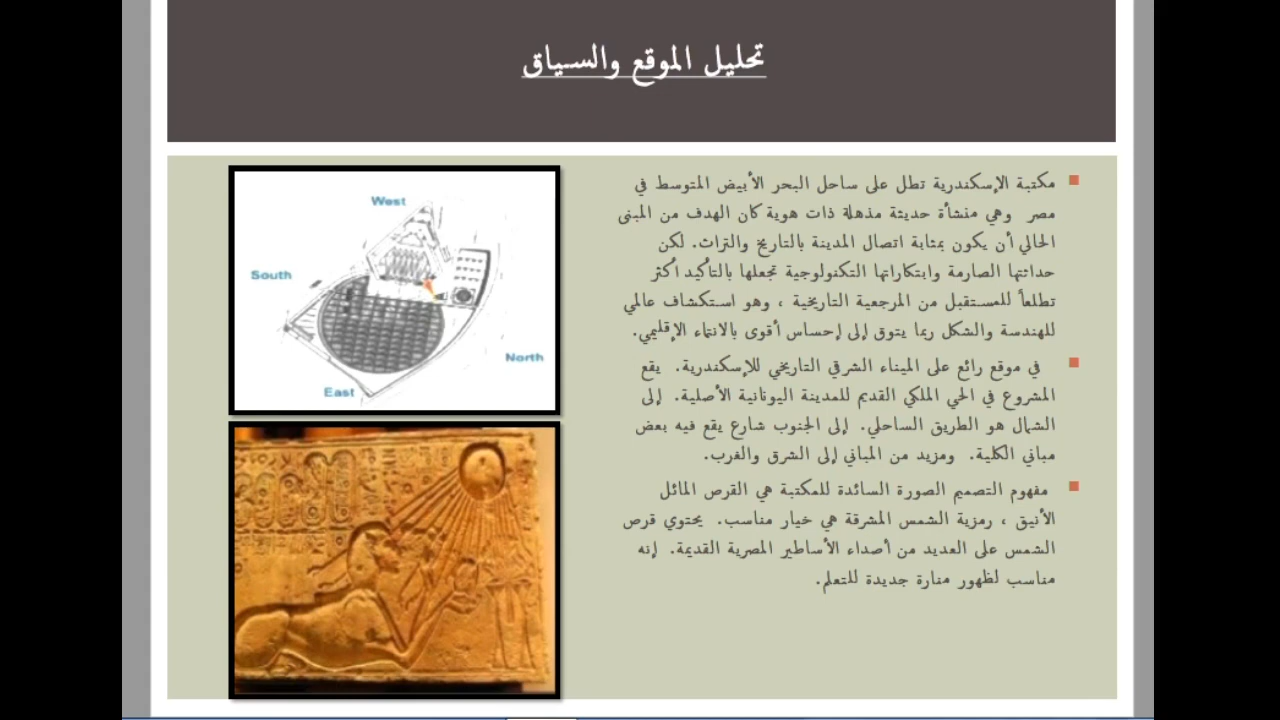 تحليل الموقع والسياق
مكتبة الإسكندرية تطل على ساحل البحر الأبيض المتوسط في
مصر وهي منشأة حديثة مذهلة ذات هوية كان الهدف من المبنى
الحالي أن يكون بمثابة اتصال المدينة بالتاريخ والتراث. لكن
حداثتها الصارمة وابتكاراتها التكنولوجية تجعلها بالتأكيد أكثر
تطلعاً للمستقبل من المرجعية التاريخية ، وهو استكشاف عالمي
للهندسة والشكل ربما يتوق إلى إحساس أقوى بالانتماء الإقليمي.
في موقع رائع على الميناء الشرقي التاريخي للإسكندرية. يقع
المشروع في الحي الملكي القديم للمدينة اليونانية الأصلية. إلى
الشمال هو الطريق الساحلي. إلى الجنوب شارع يقع فيه بعض
مباني الكلية. ومزيد من المباني إلى الشرق والغرب.
مفهوم التصميم الصورة السائدة للمكتبة هي القرص المائل
الأنيق ، رمزية الشمس المشرقة هي خيار مناسب. يحتوي قرص
الشمس على العديد من أصداء الأساطير المصرية القديمة. إنه
مناسب لظهور منارة جديدة للتعلم.
West
South
North
East